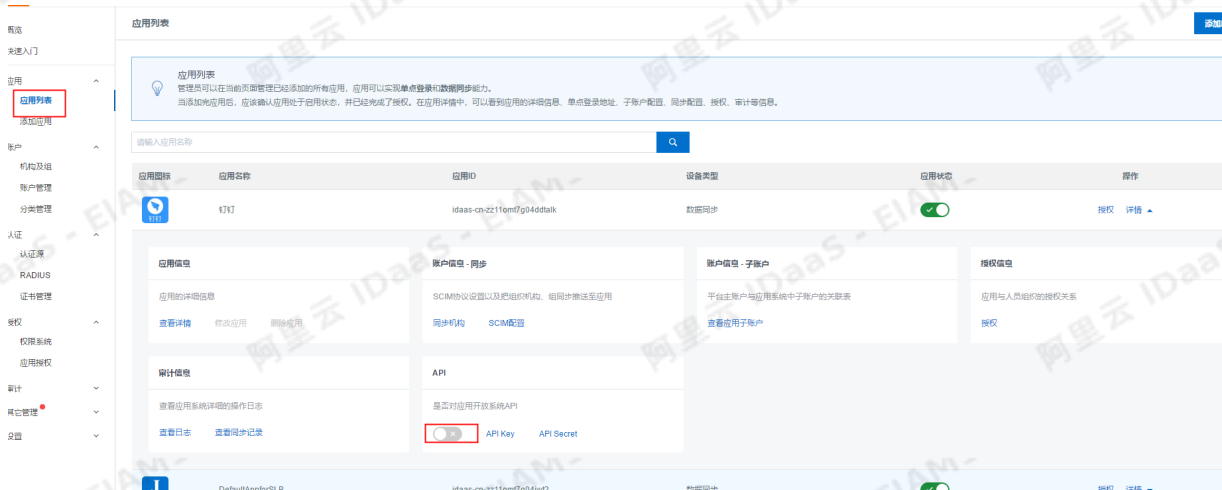 应用列表
添加
概览
快速入门
应用
应用列表
添加应用
账户
机构及组
账户管理
分类管理
认证
认证源
RADIUS
证书管理
授权
权限系统
应用授权
审计
其它管理
设置
应用列表
管理员可以在当前页面管理已经添加的所有应用，应用可以实现单点登录和数据同步能力。
当添加完应用后，应该确认应用处于启用状态，并已经完成了授权。在应用详情中，可以看到应用的详细信息、单点登录地址、子账户配置、同步配置、授权、审计等信息。
请输入应用名称
应用图标 应用名称 应用ID 设备类型 应用状态 操作
钉钉 钉钉 idaas-cn-zz11omf7g04ddtalk 数据同步 授权 详情
应用信息
应用的详细信息
查看详情 修改应用 删除应用
账户信息 - 同步
SCIM协议设置以及把组织机构、组同步推送至应用
同步机构 SCIM配置
账户信息 - 子账户
平台主账户与应用系统中子账户的关联表
查看应用子账户
授权信息
应用与人员组织的授权关系
授权
审计信息
查看应用系统详细的操作日志
查看日志 查看同步记录
API
是否对应用开放系统API
API Key API Secret
DefaultAppforSLB idaas-cn-zz11omf7g04jwt2 数据同步 授权 详情
阿里云 IDaaS - EIAM